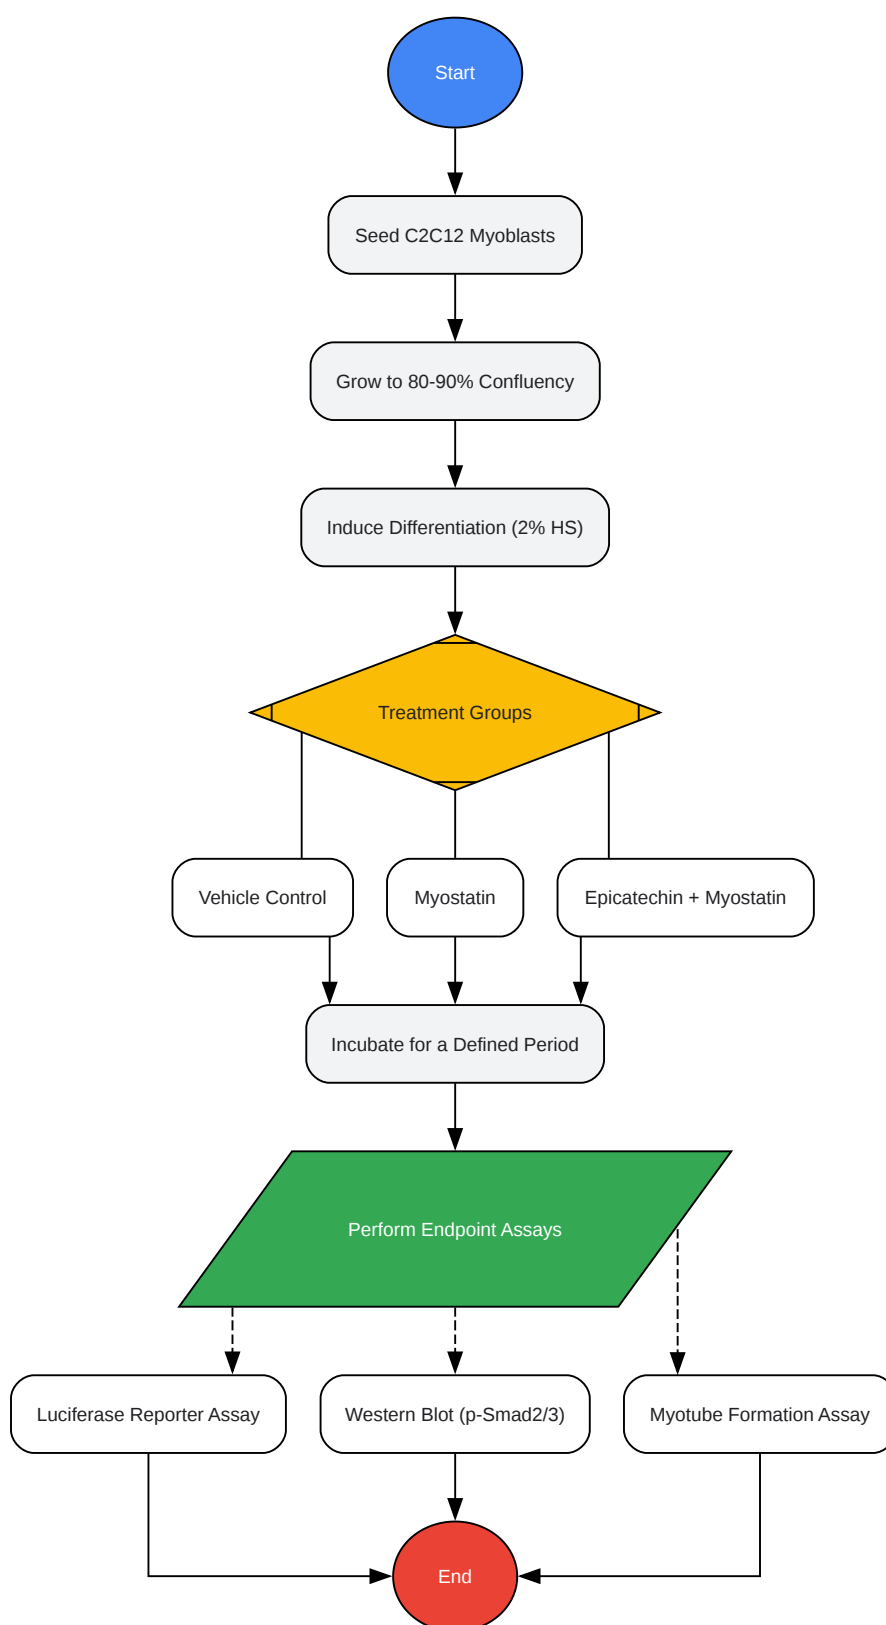 Start
Seed C2C12 Myoblasts
Grow to 80-90% Confluency
Induce Differentiation (2% HS)
Treatment Groups
Vehicle Control
Myostatin
Epicatechin + Myostatin
Incubate for a Defined Period
Perform Endpoint Assays
Luciferase Reporter Assay
Western Blot (p-Smad2/3)
Myotube Formation Assay
End